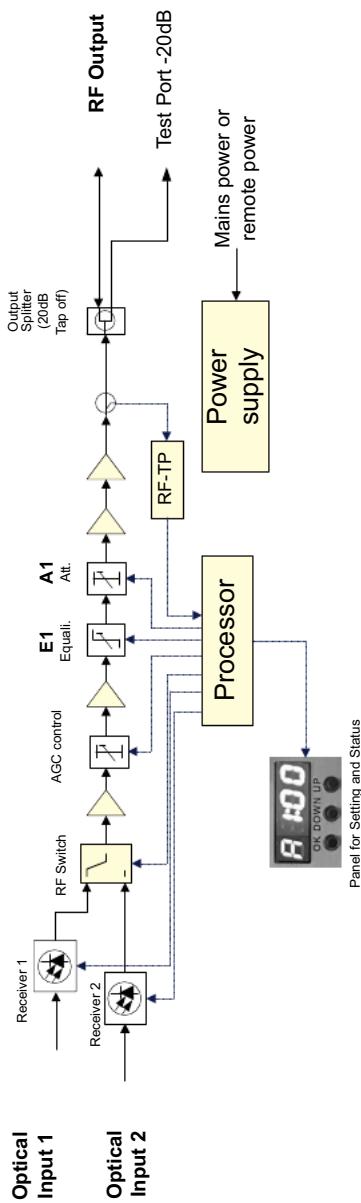 Optical
Input 1
Optical
Input 2
Receiver 1
Receiver 2
RF Switch
AGC control
E1
Equali.
A1
Att.
Output
Splitter
(20dB
Tap off)
RF Output
Test Port -20dB
RF-TP
Processor
Power
supply
Mains power or
remote power
A 1:00
OK DOWN UP
Panel for Setting and Status